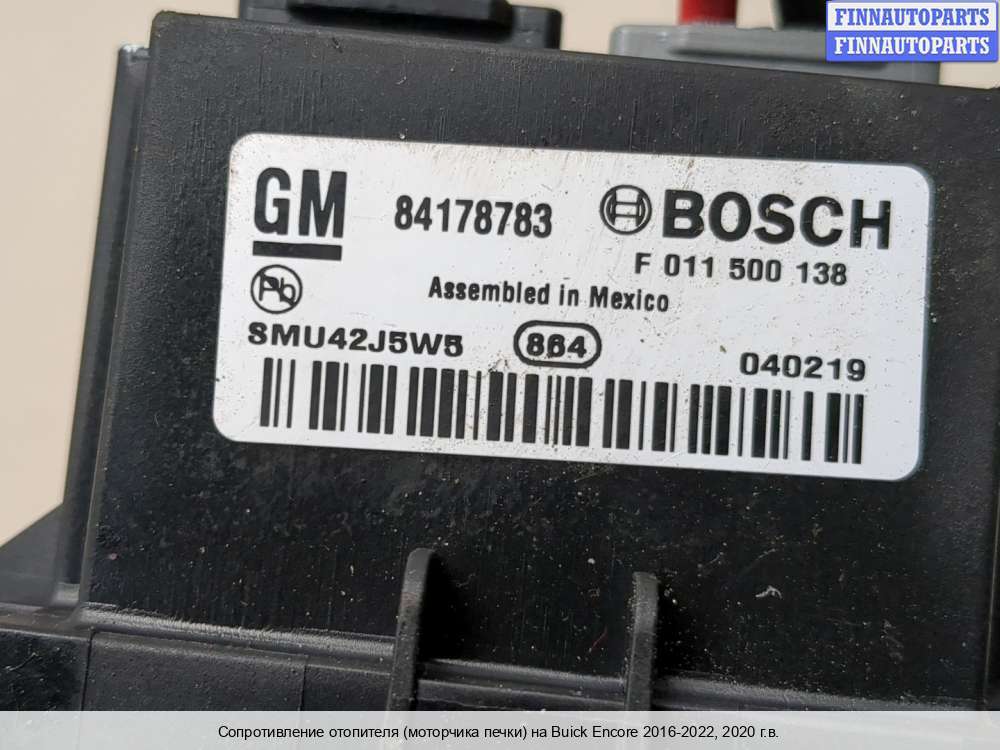 FINNAUTOPARTS
FINNAUTOPARTS
GM 84178783 BOSCH
F 011 500 138
Pb Assembled in Mexico
SMU42J5W5 864 040219
Сопротивление отопителя (моторчика печки) на Buick Encore 2016-2022, 2020 г.в.